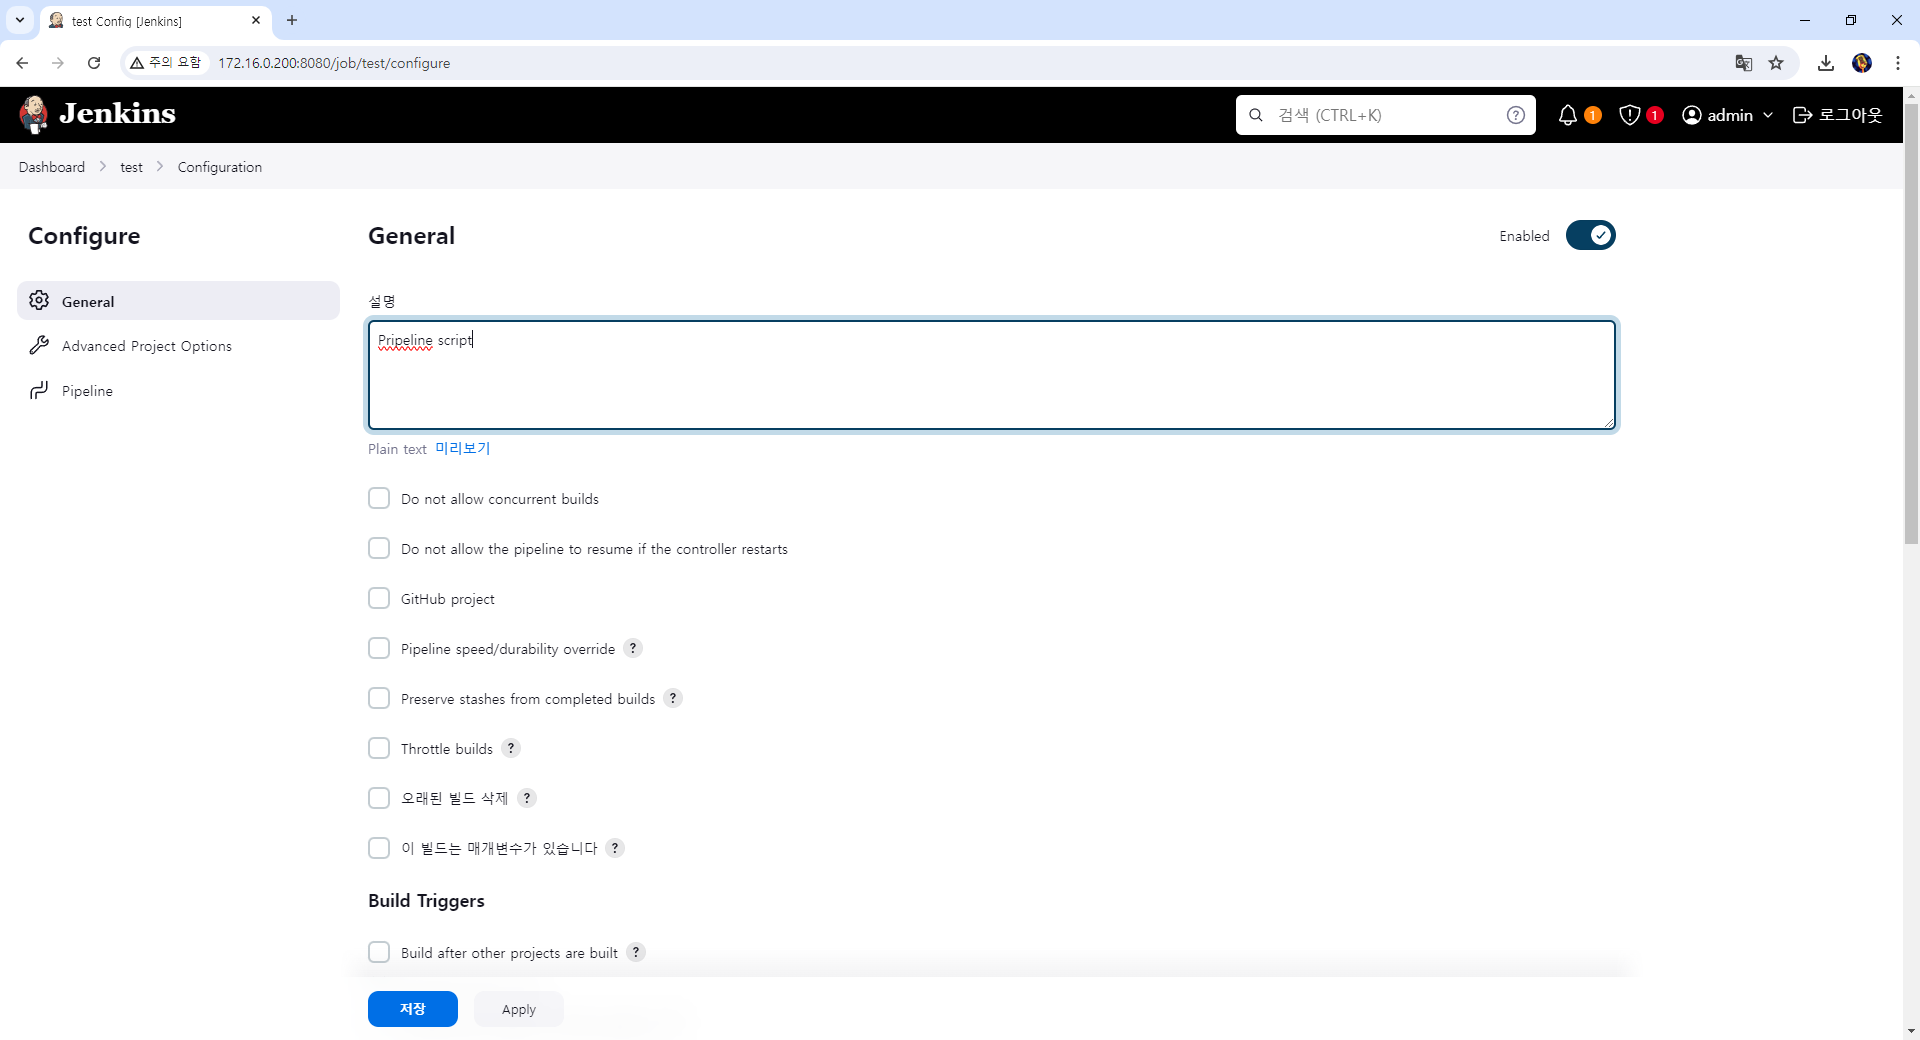 test Config [Jenkins]
주의 요함
172.16.0.200:8080/job/test/configure
Jenkins
검색 (CTRL+K)
?
1
1
admin
로그아웃
Dashboard
test
Configuration
Configure
General
Advanced Project Options
Pipeline
General
Enabled
설명
Pripeline script
Plain text 미리보기
Do not allow concurrent builds
Do not allow the pipeline to resume if the controller restarts
GitHub project
Pipeline speed/durability override ?
Preserve stashes from completed builds ?
Throttle builds ?
오래된 빌드 삭제 ?
이 빌드는 매개변수가 있습니다 ?
Build Triggers
Build after other projects are built ?
저장
Apply